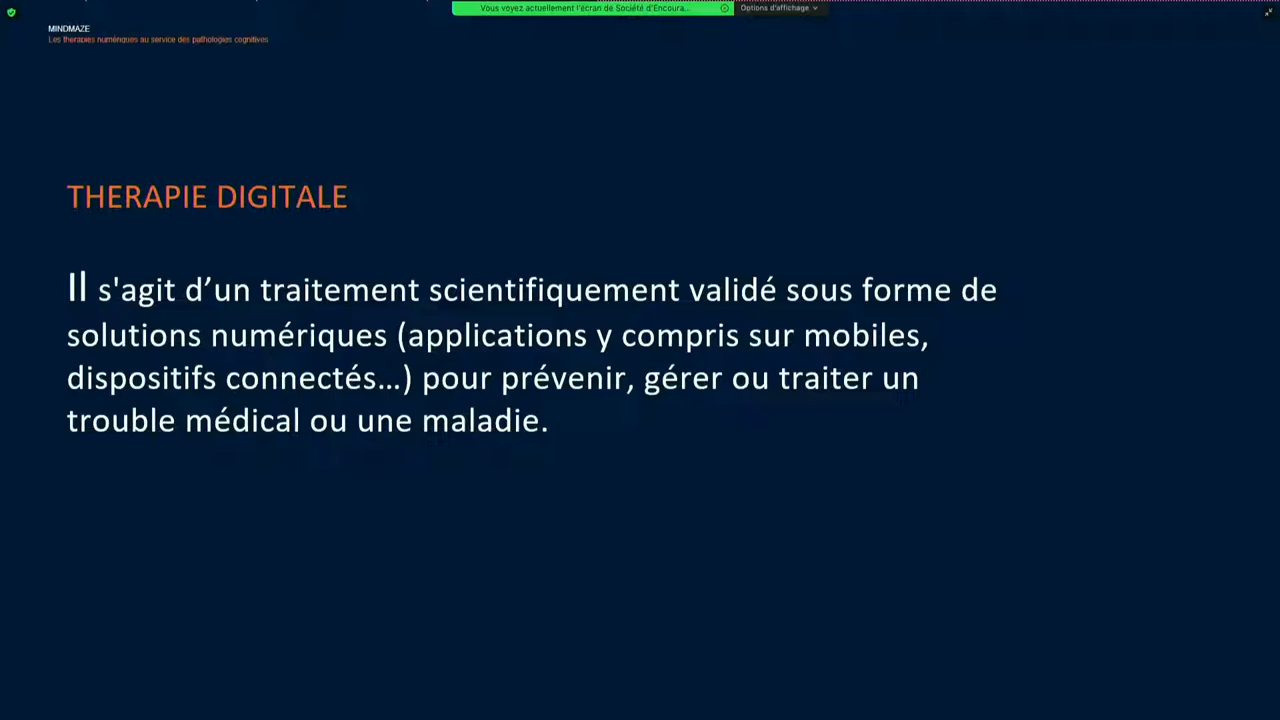 Vous voyez actuellement l'écran de Société d'Encoura...
Options d'affichage
MINDMAZE
Les therapies numériques au service des pathologies cognitives
THERAPIE DIGITALE
Il s'agit d’un traitement scientifiquement validé sous forme de
solutions numériques (applications y compris sur mobiles,
dispositifs connectés…) pour prévenir, gérer ou traiter un
trouble médical ou une maladie.